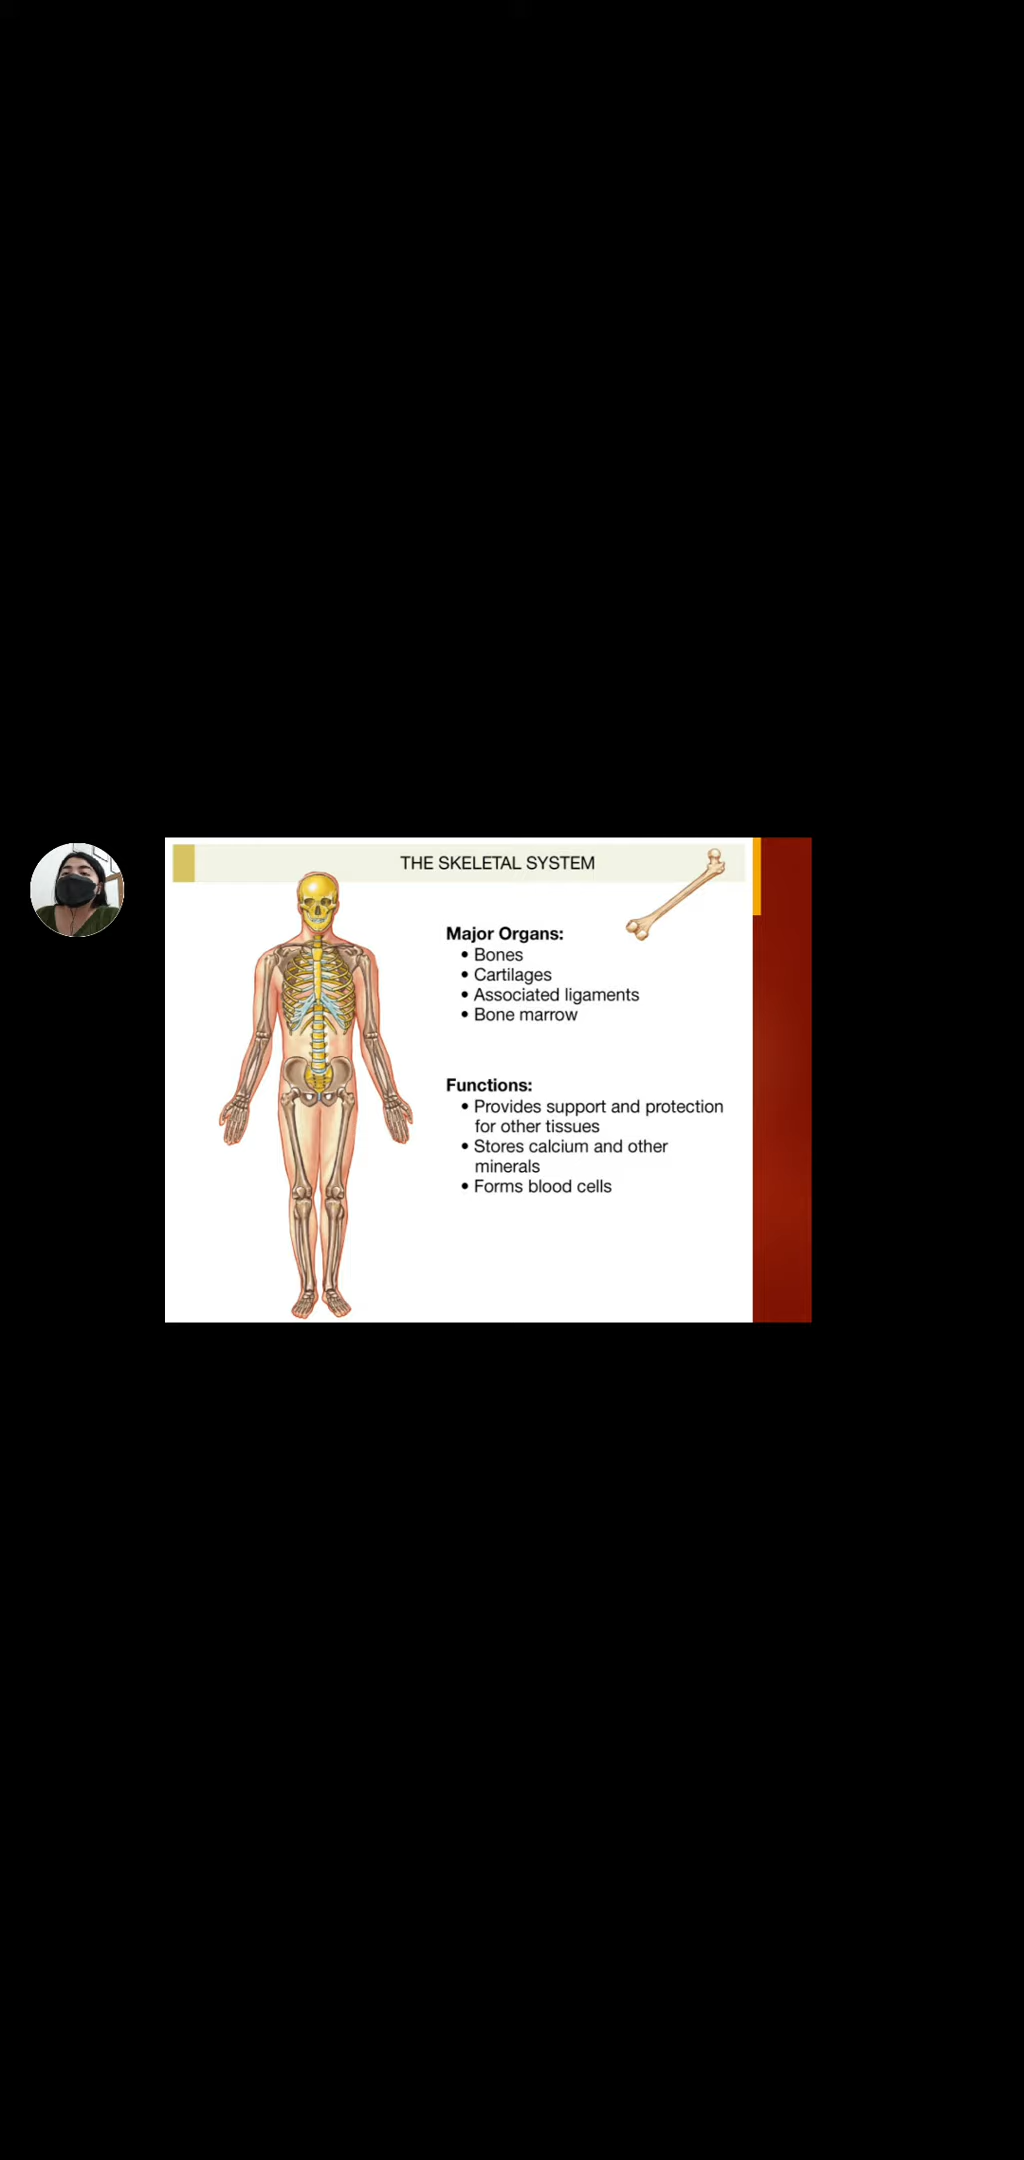 THE SKELETAL SYSTEM
Major Organs:
• Bones
• Cartilages
• Associated ligaments
• Bone marrow
Functions:
• Provides support and protection
for other tissues
• Stores calcium and other
minerals
• Forms blood cells